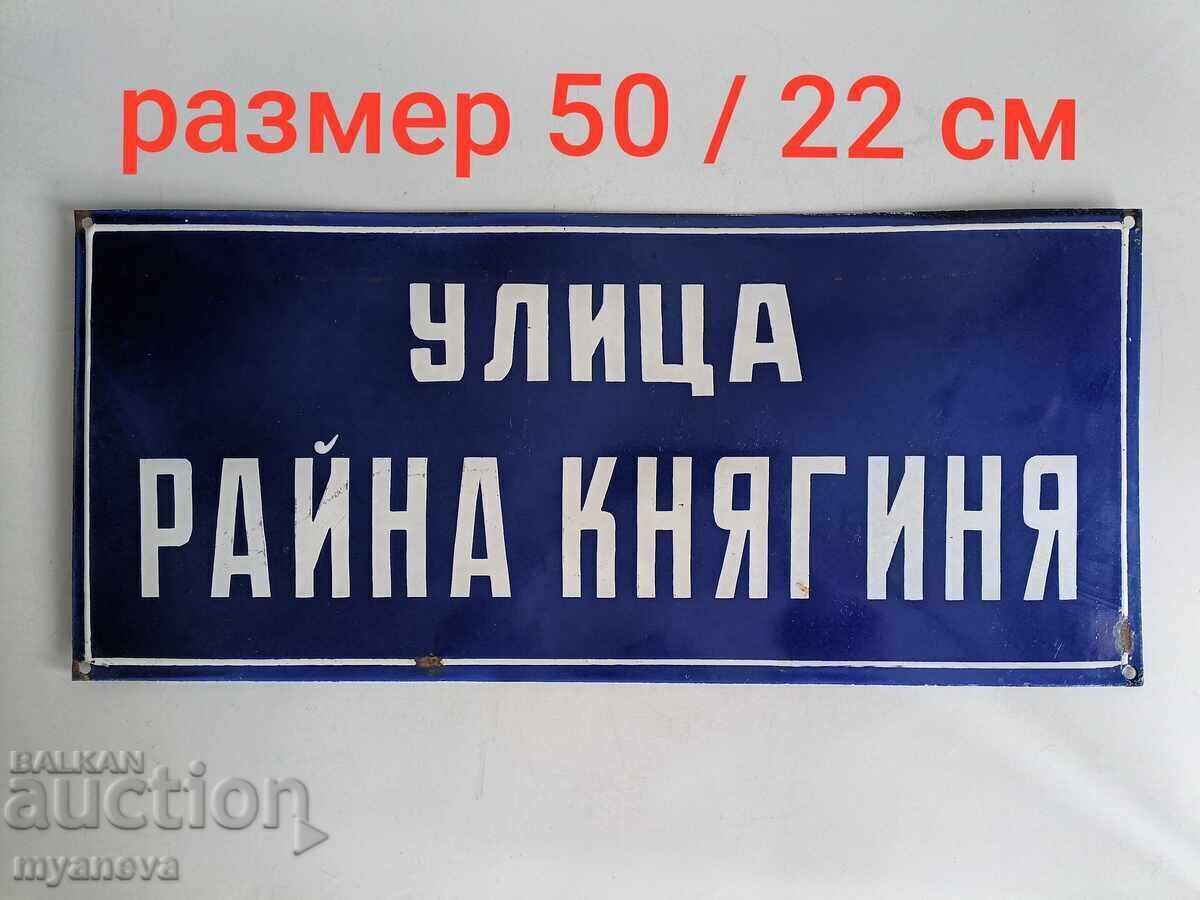 размер 50 / 22 см
УЛИЦА
РАЙНА КНЯГИНЯ
BALKAN
auction
myaneva